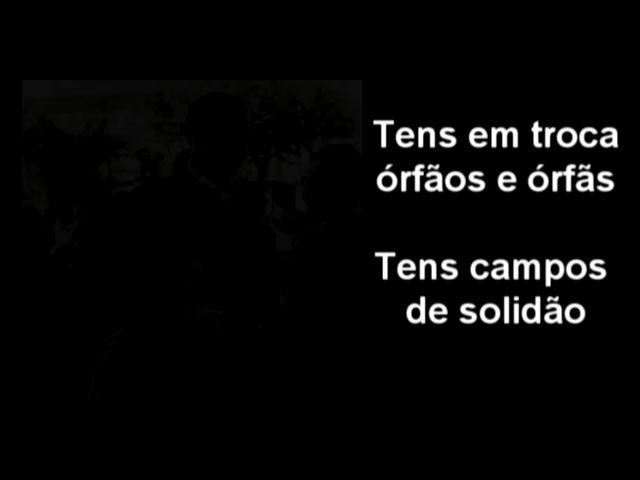 Tens em troca
órfãos e órfãs
Tens campos
de solidão